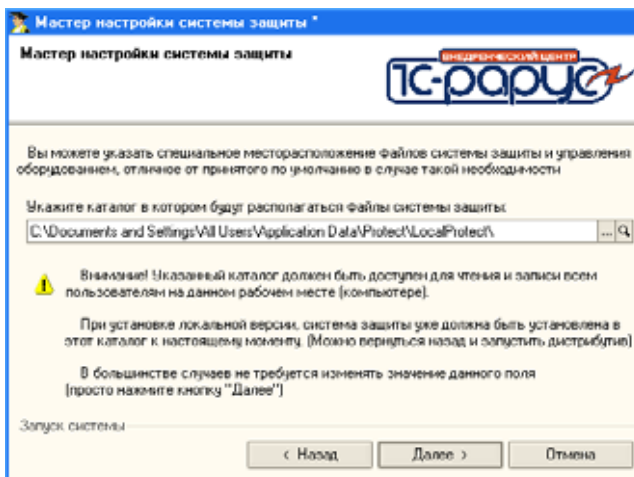 Мастер настройки системы защиты *
Мастер настройки системы защиты
ВНЕДРЕНЧЕСКИЙ ЦЕНТР
1С-рарус
Вы можете указать специальное месторасположение файлов системы защиты и управления
оборудованием, отличное от принятого по умолчанию в случае такой необходимости
Укажите каталог в котором будут располагаться файлы системы защиты:
C:\Documents and Settings\All Users\Application Data\Protect\LocalProtect\
...
Внимание! Указанный каталог должен быть доступен для чтения и записи всем
пользователям на данном рабочем месте (компьютере).
При установке локальной версии, система защиты уже должна быть установлена в
этот каталог к настоящему моменту. (Можно вернуться назад и запустить дистрибутив)
В большинстве случаев не требуется изменять значение данного поля
(просто нажмите кнопку "Далее")
Запуск системы
< Назад
Далее >
Отмена